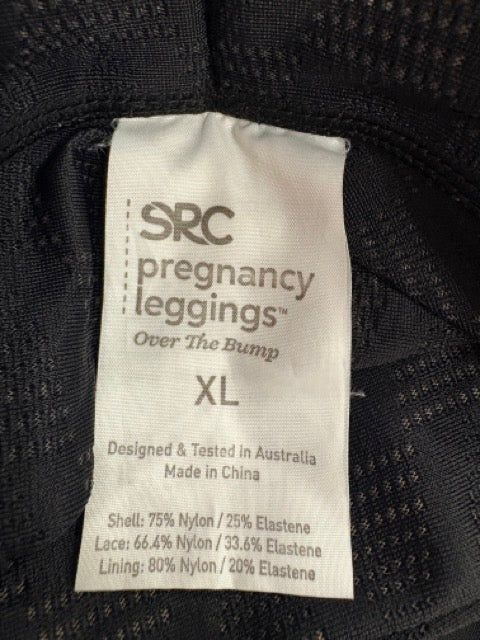 SRC
pregnancy
leggings™
Over The Bump
XL
Designed & Tested in Australia
Made in China
Shell: 75% Nylon / 25% Elastene
Lace: 66.4% Nylon / 33.6% Elastene
Lining: 80% Nylon / 20% Elastene